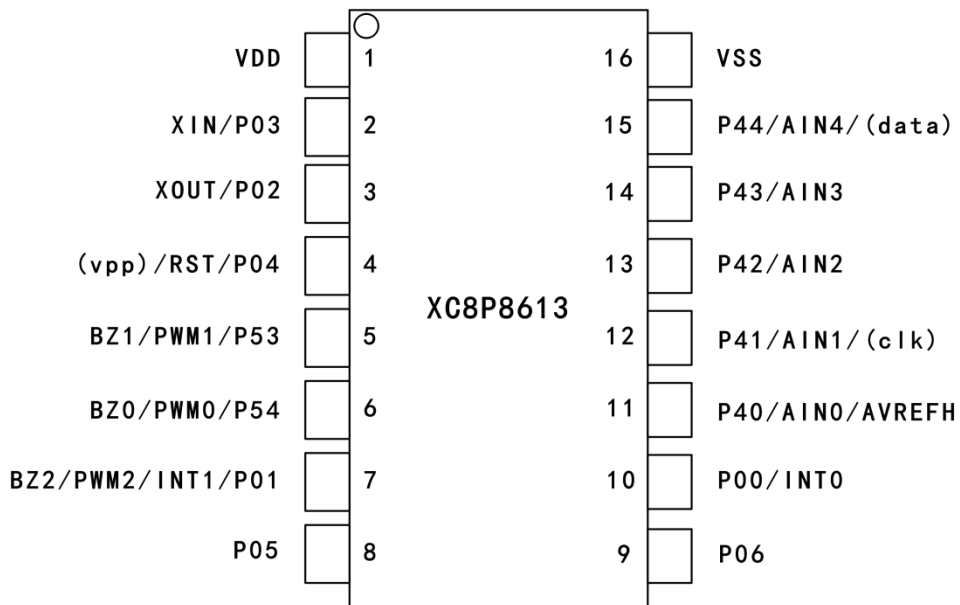 VDD 1 16 VSS
XIN/P03 2 15 P44/AIN4/(data)
XOUT/P02 3 14 P43/AIN3
(vpp)/RST/P04 4 13 P42/AIN2
XC8P8613
BZ1/PWM1/P53 5 12 P41/AIN1/(clk)
BZ0/PWM0/P54 6 11 P40/AIN0/AVREFH
BZ2/PWM2/INT1/P01 7 10 P00/INT0
P05 8 9 P06